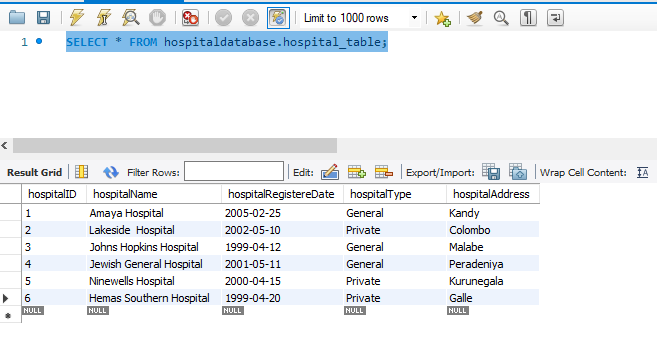 Limit to 1000 rows
1 SELECT * FROM hospitaldatabase.hospital_table;
Result Grid Filter Rows: Edit: Export/Import: Wrap Cell Content: IA
hospitalID hospitalName hospitalRegistereDate hospitalType hospitalAddress
1 Amaya Hospital 2005-02-25 General Kandy
2 Lakeside  Hospital 2002-05-10 Private Colombo
3 Johns Hopkins Hospital 1999-04-12 General Malabe
4 Jewish General Hospital 2001-05-11 General Peradeniya
5 Ninewells Hospital 2000-04-15 Private Kurunegala
6 Hemas Southern Hospital 1999-04-20 Private Galle
NULL NULL NULL NULL NULL